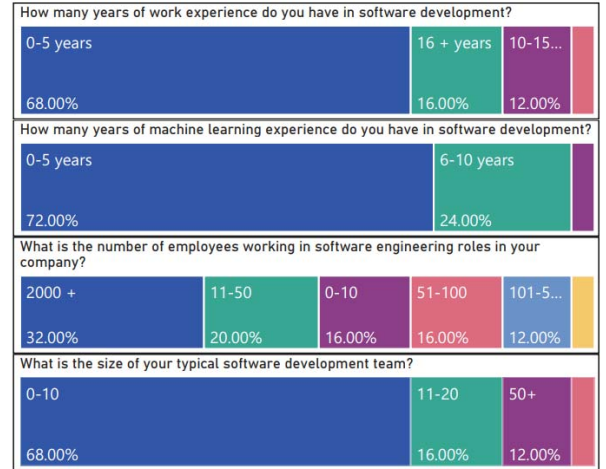 How many years of work experience do you have in software development?
0-5 years 16 + years 10-15...
68.00% 16.00% 12.00%
How many years of machine learning experience do you have in software development?
0-5 years 6-10 years
72.00% 24.00%
What is the number of employees working in software engineering roles in your
company?
2000 + 11-50 0-10 51-100 101-5...
32.00% 20.00% 16.00% 16.00% 12.00%
What is the size of your typical software development team?
0-10 11-20 50+
68.00% 16.00% 12.00%